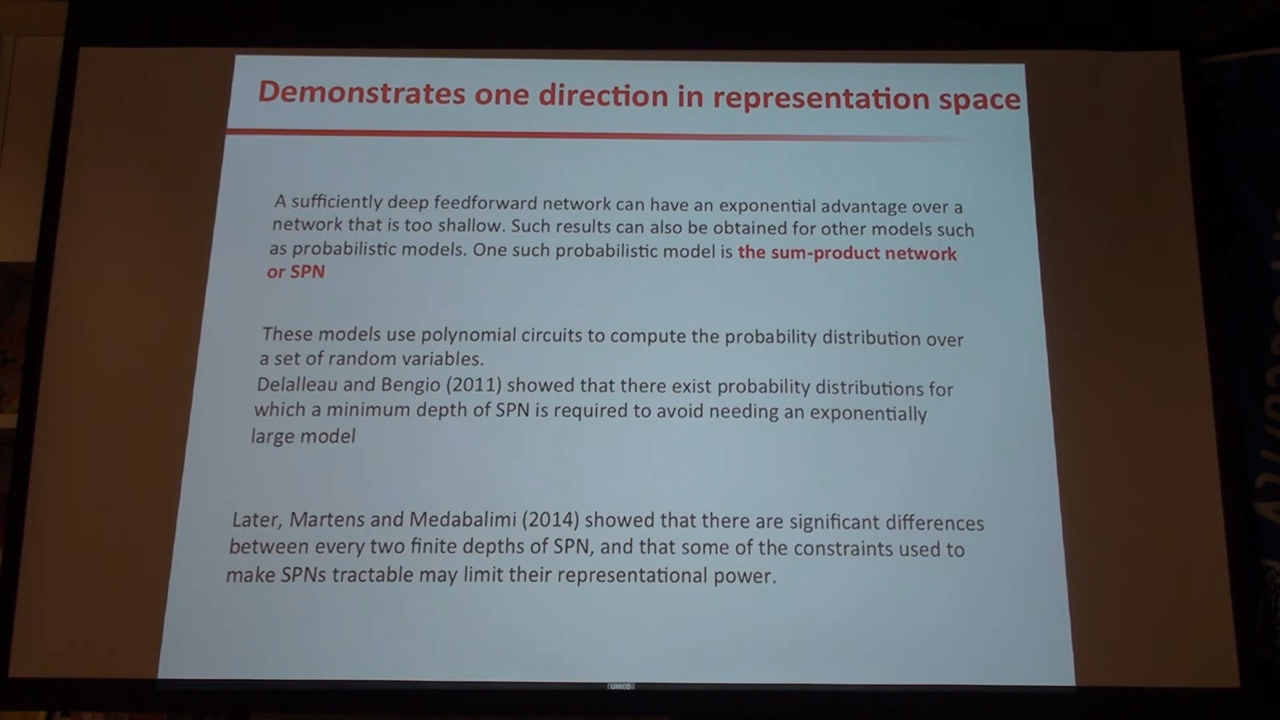 Demonstrates one direction in representation space
A sufficiently deep feedforward network can have an exponential advantage over a
network that is too shallow. Such results can also be obtained for other models such
as probabilistic models. One such probabilistic model is the sum-product network
or SPN
These models use polynomial circuits to compute the probability distribution over
a set of random variables.
Delalleau and Bengio (2011) showed that there exist probability distributions for
which a minimum depth of SPN is required to avoid needing an exponentially
large model
Later, Martens and Medabalimi (2014) showed that there are significant differences
between every two finite depths of SPN, and that some of the constraints used to
make SPNs tractable may limit their representational power.